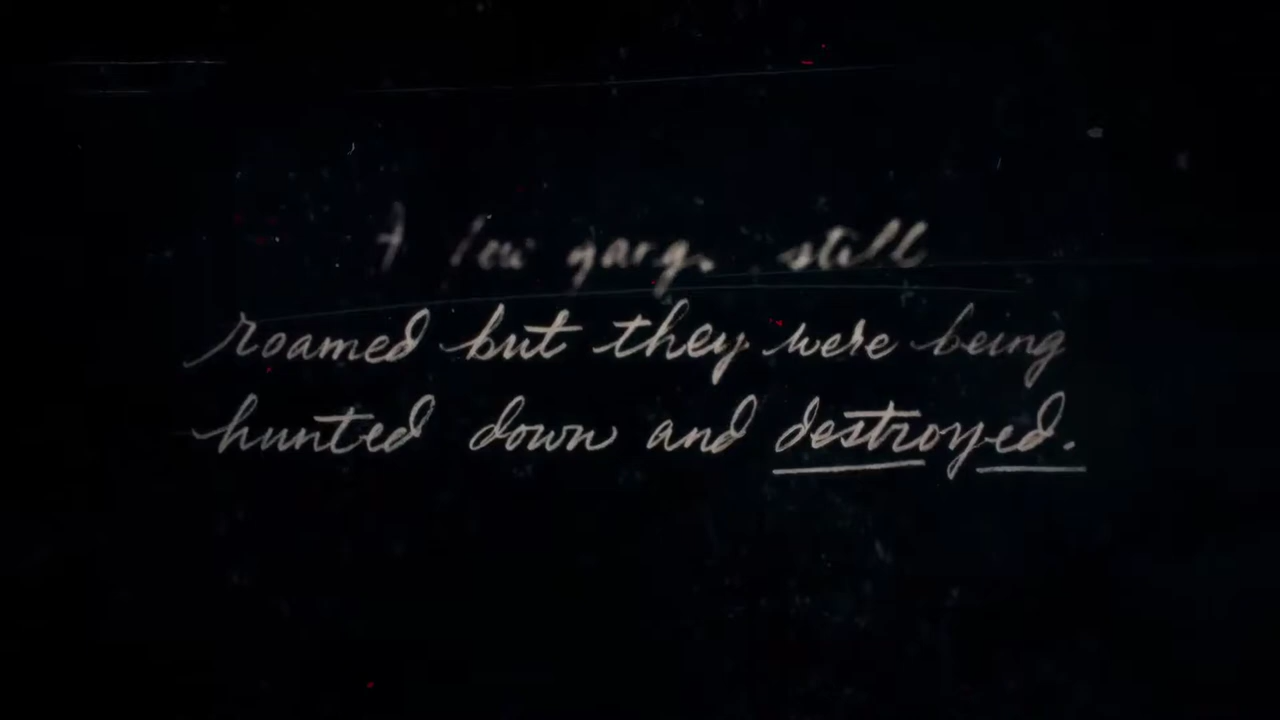 A few gangs still
roamed but they were being
hunted down and destroyed.